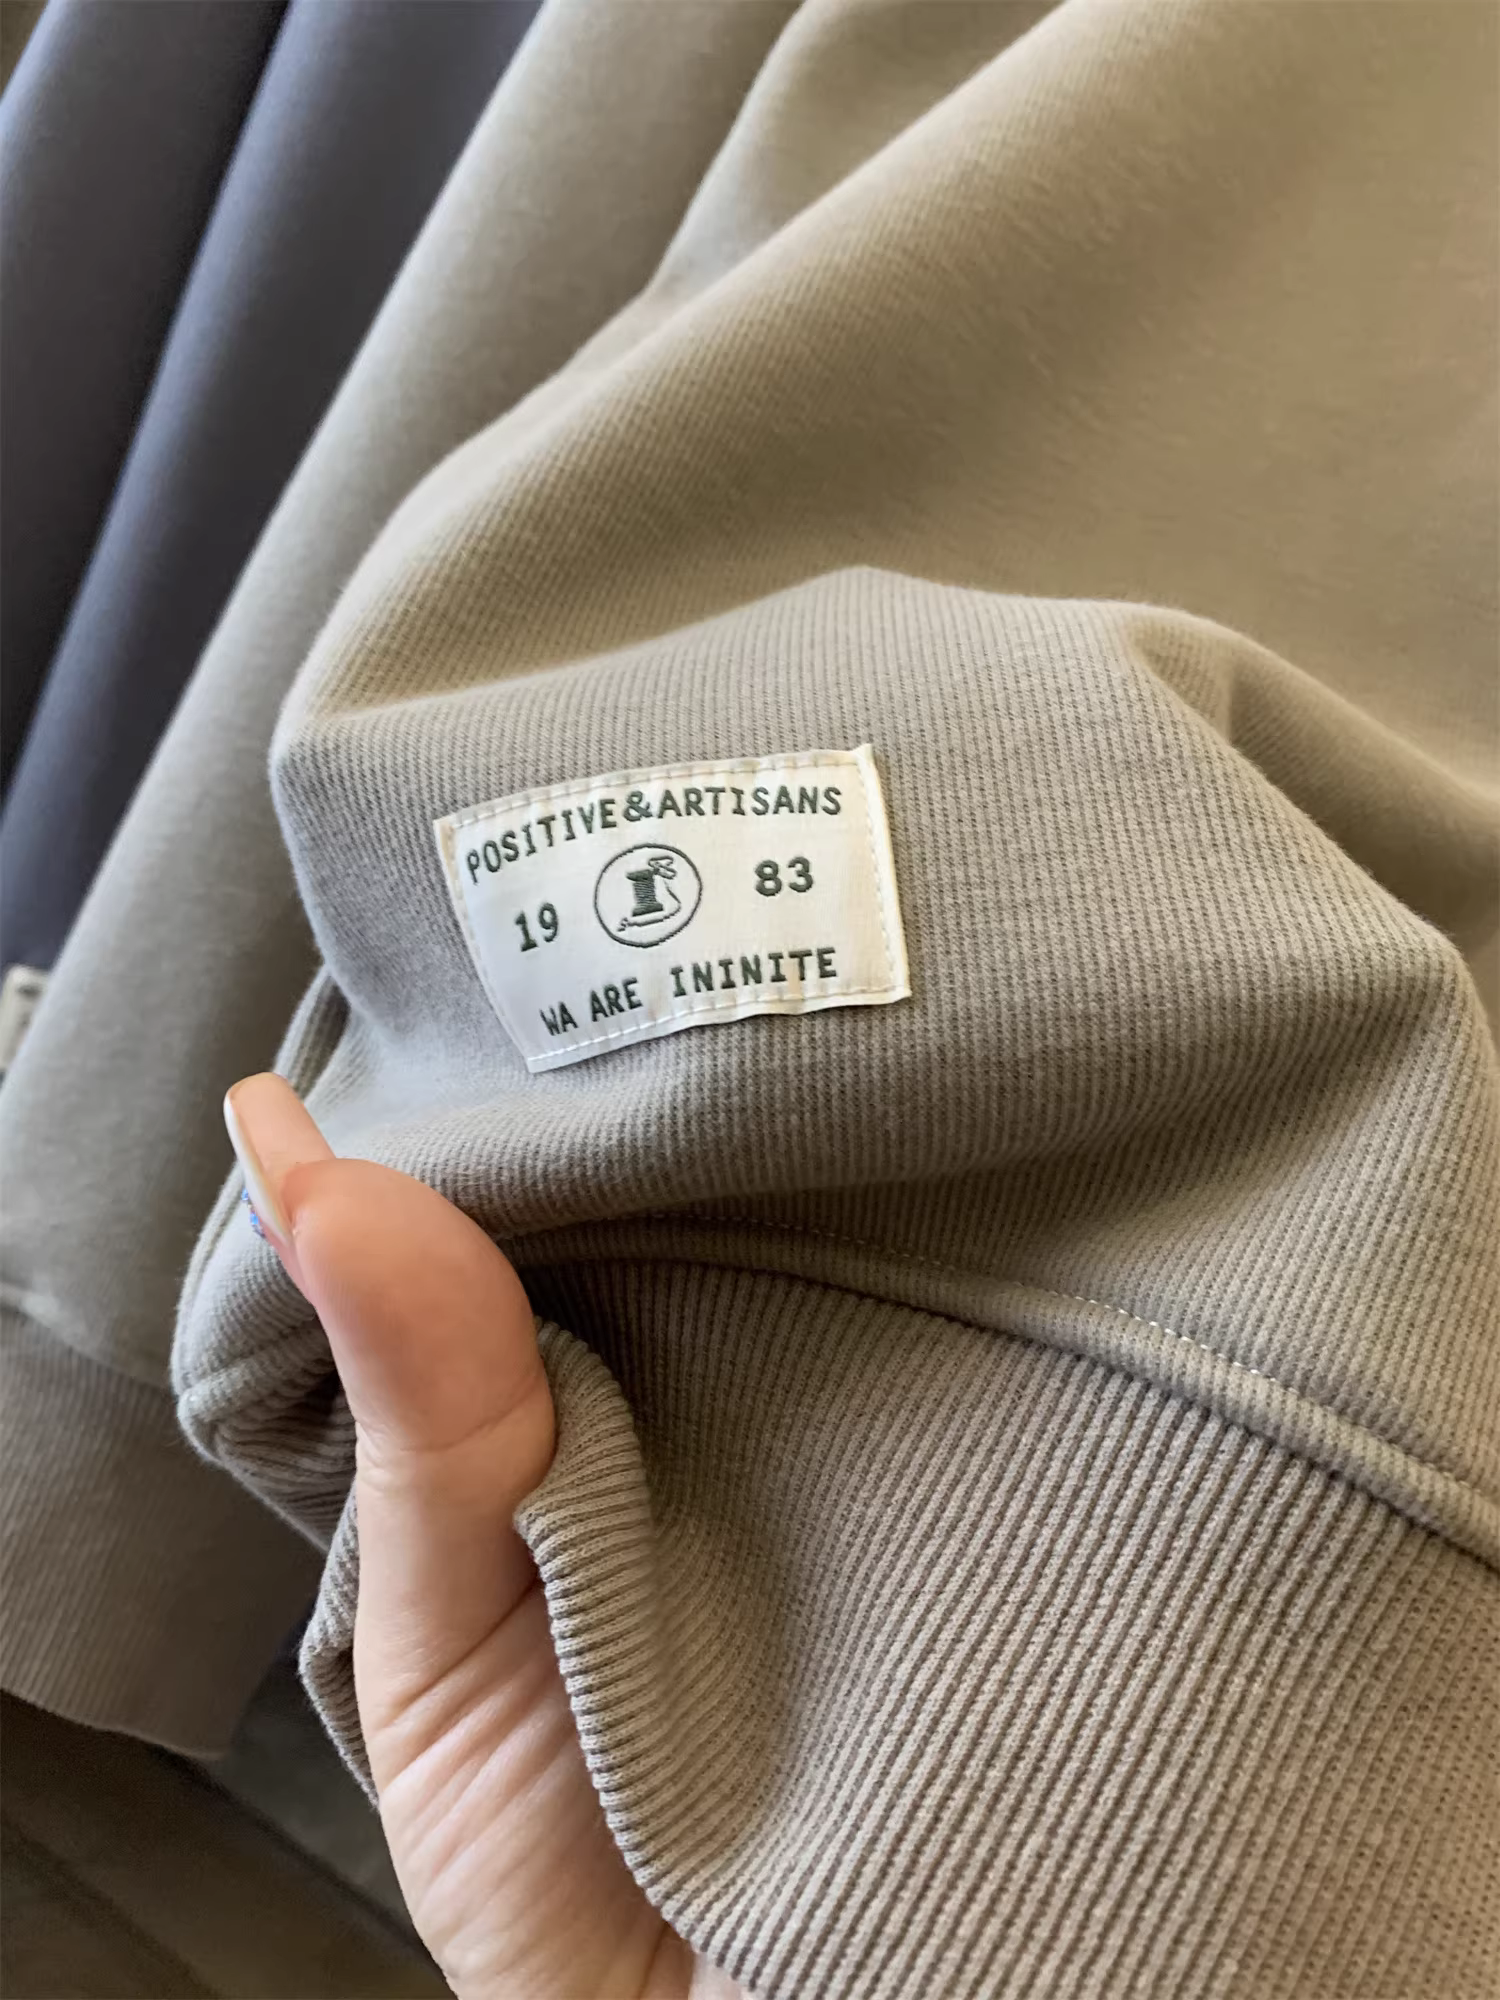 POSITIVE&ARTISANS
19 83
WA ARE ININITE